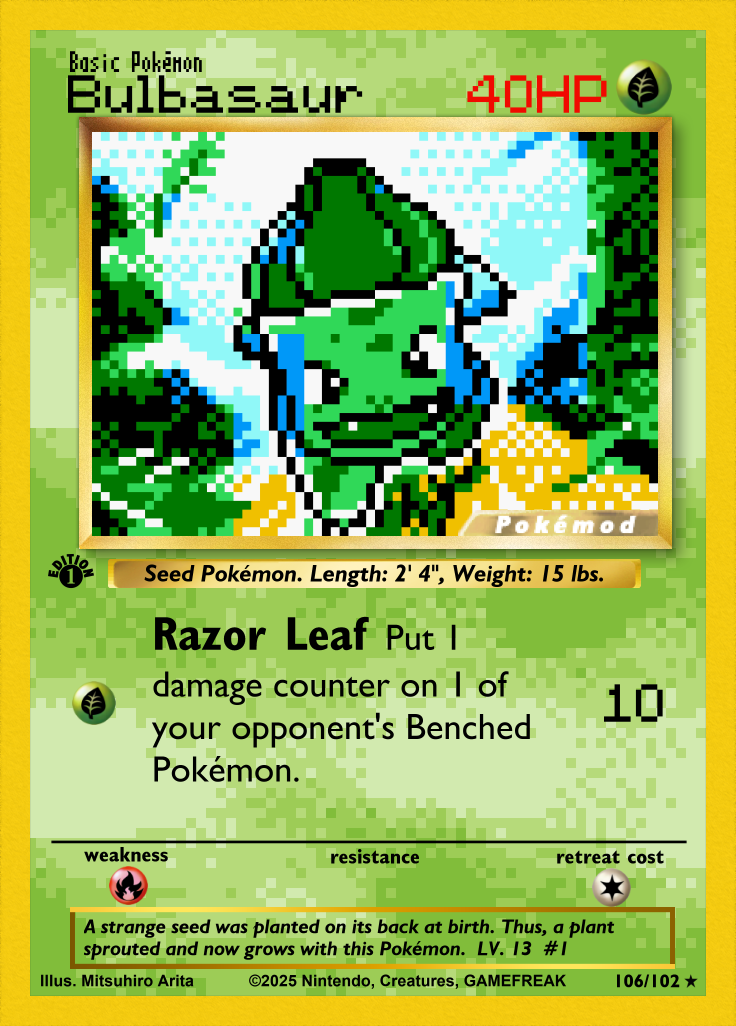 Basic Pokémon
Bulbasaur 40HP
Pokémod
EDITION 1
Seed Pokémon. Length: 2' 4", Weight: 15 lbs.
Razor Leaf Put 1
damage counter on 1 of
your opponent's Benched
Pokémon.
10
weakness resistance retreat cost
A strange seed was planted on its back at birth. Thus, a plant
sprouted and now grows with this Pokémon. LV. 13 #1
Illus. Mitsuhiro Arita ©2025 Nintendo, Creatures, GAMEFREAK 106/102 ★